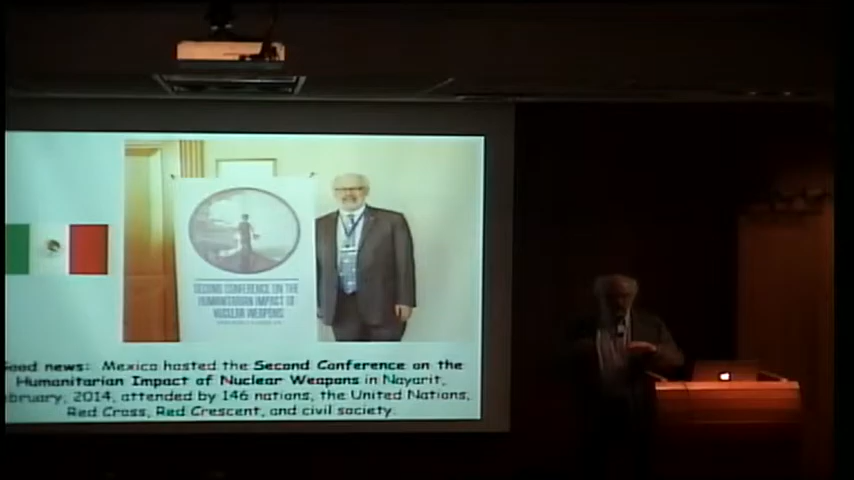 SECOND CONFERENCE ON THE
HUMANITARIAN IMPACT OF
NUCLEAR WEAPONS
Good news: Mexico hosted the Second Conference on the
Humanitarian Impact of Nuclear Weapons in Nayarit,
February, 2014, attended by 146 nations, the United Nations,
Red Cross, Red Crescent, and civil society.